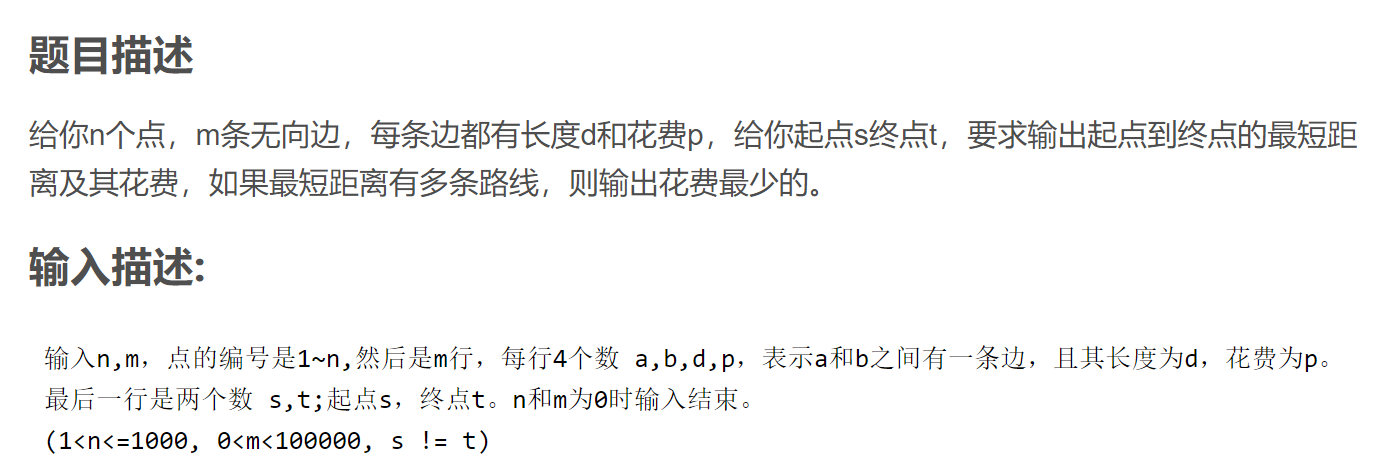 题目描述
给你n个点，m条无向边，每条边都有长度d和花费p，给你起点s终点t，要求输出起点到终点的最短距
离及其花费，如果最短距离有多条路线，则输出花费最少的。
输入描述:
输入n,m，点的编号是1~n,然后是m行，每行4个数 a,b,d,p，表示a和b之间有一条边，且其长度为d，花费为p。
最后一行是两个数 s,t;起点s，终点t。n和m为0时输入结束。
(1<n<=1000, 0<m<100000, s != t)